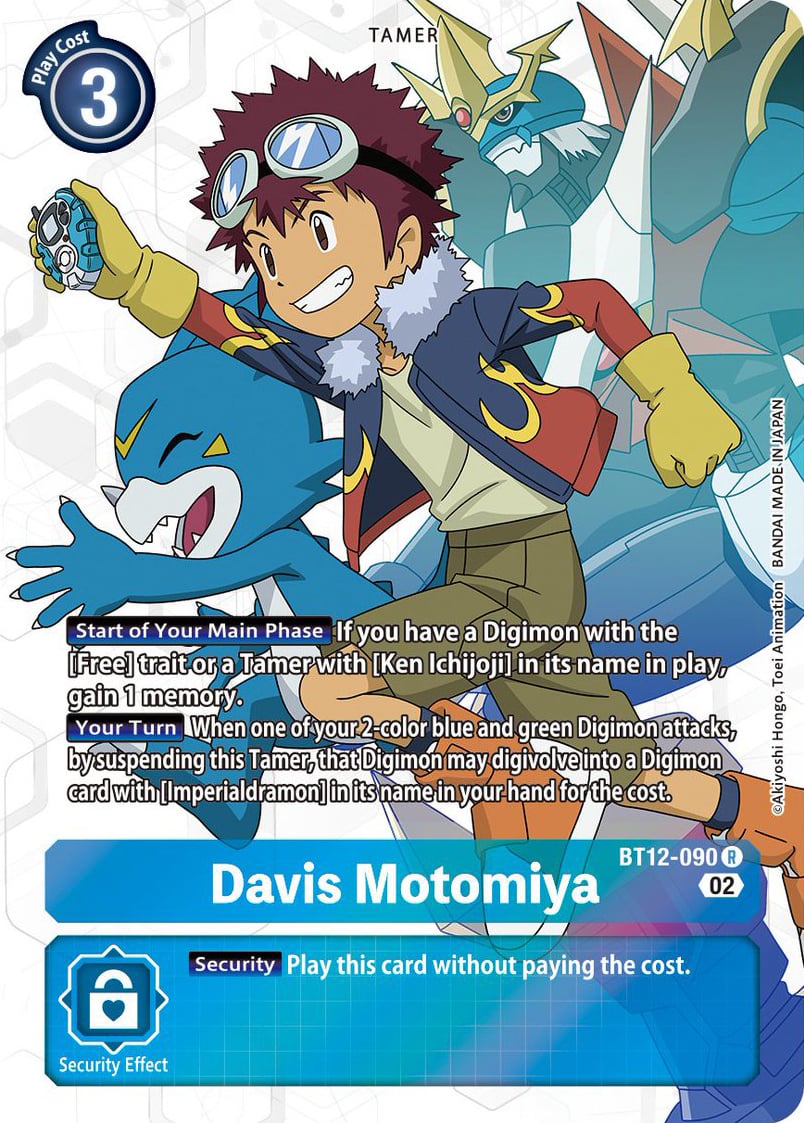 TAMER
Play Cost
3
Start of Your Main Phase If you have a Digimon with the
[Free] trait or a Tamer with [Ken Ichijoji] in its name in play,
gain 1 memory.
Your Turn When one of your 2-color blue and green Digimon attacks,
by suspending this Tamer, that Digimon may digivolve into a Digimon
card with [Imperialdramon] in its name in your hand for the cost.
©Akiyoshi Hongo, Toei Animation BANDAI MADE IN JAPAN
BT12-090 R
Davis Motomiya
02
Security Play this card without paying the cost.
Security Effect